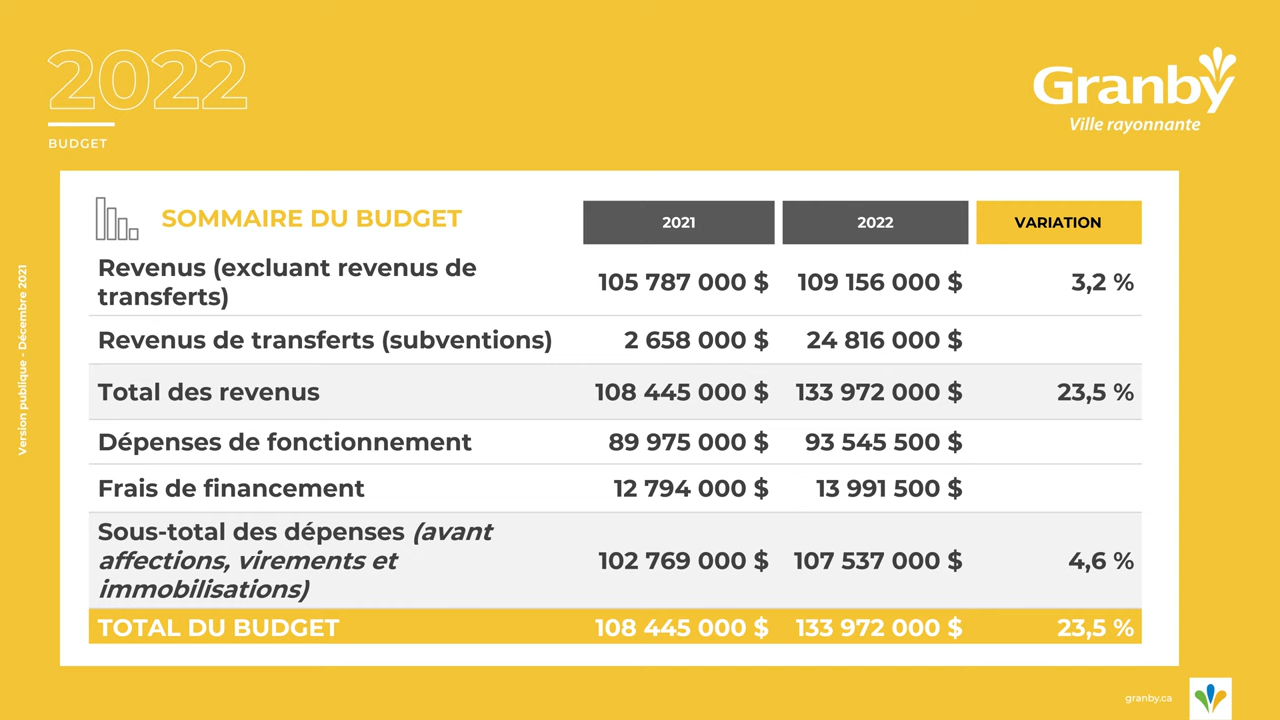 2022
BUDGET
Granby
Ville rayonnante
Version publique - Décembre 2021
SOMMAIRE DU BUDGET
2021 2022 VARIATION
Revenus (excluant revenus de
transferts)
105 787 000 $ 109 156 000 $ 3,2 %
Revenus de transferts (subventions) 2 658 000 $ 24 816 000 $
Total des revenus 108 445 000 $ 133 972 000 $ 23,5 %
Dépenses de fonctionnement 89 975 000 $ 93 545 500 $
Frais de financement 12 794 000 $ 13 991 500 $
Sous-total des dépenses (avant
affections, virements et
immobilisations)
102 769 000 $ 107 537 000 $ 4,6 %
TOTAL DU BUDGET 108 445 000 $ 133 972 000 $ 23,5 %
granby.ca